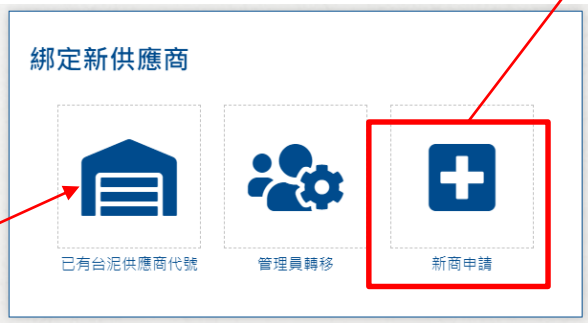 綁定新供應商
已有台泥供應商代號
管理員轉移
新商申請